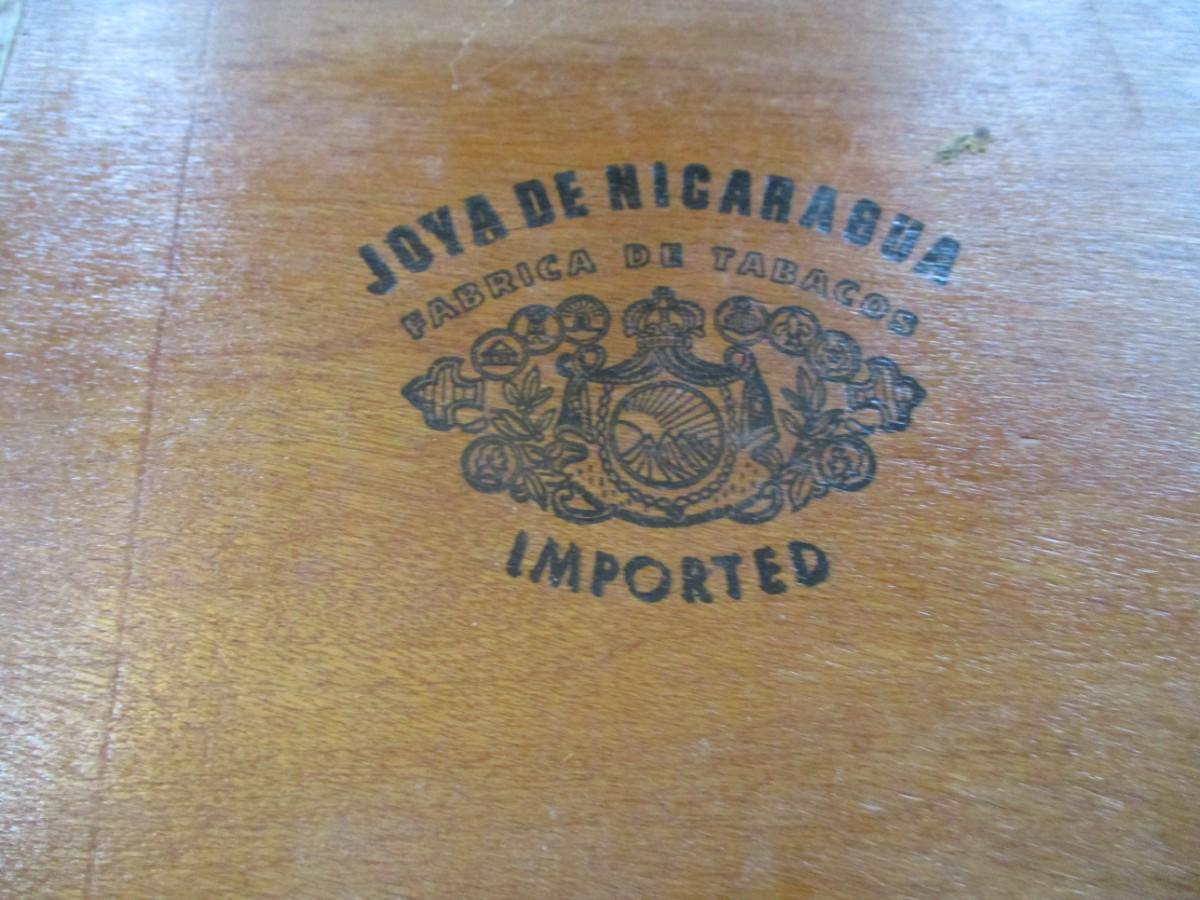 JOYA DE NICARAGUA
FABRICA DE TABACOS
IMPORTED